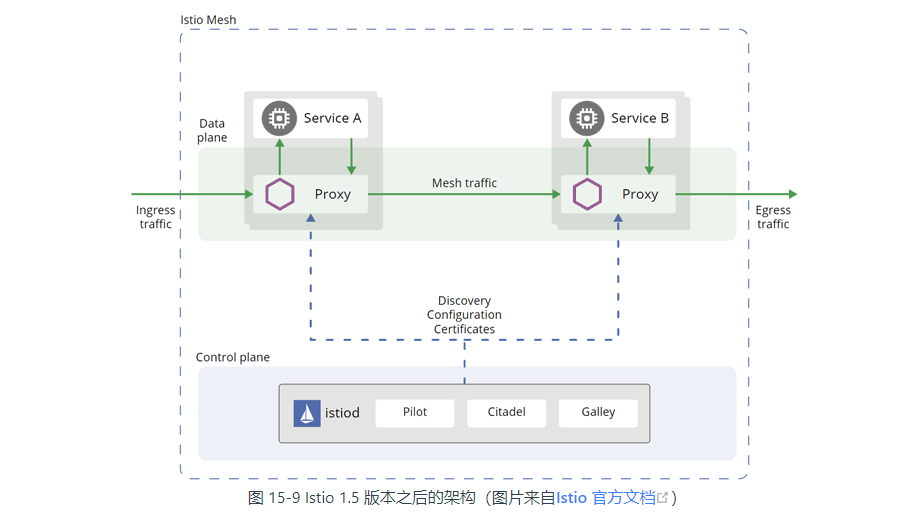 Istio Mesh
Data
plane
Service A
Service B
Proxy
Mesh traffic
Proxy
Ingress
traffic
Egress
traffic
Discovery
Configuration
Certificates
Control plane
istiod
Pilot
Citadel
Galley
图 15-9 Istio 1.5 版本之后的架构（图片来自Istio 官方文档）